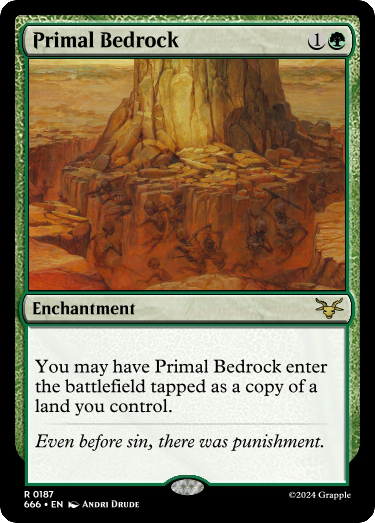 Primal Bedrock 1
Enchantment
You may have Primal Bedrock enter
the battlefield tapped as a copy of a
land you control.
Even before sin, there was punishment.
R 0187
666 • EN Andri Drude
©2024 Grapple